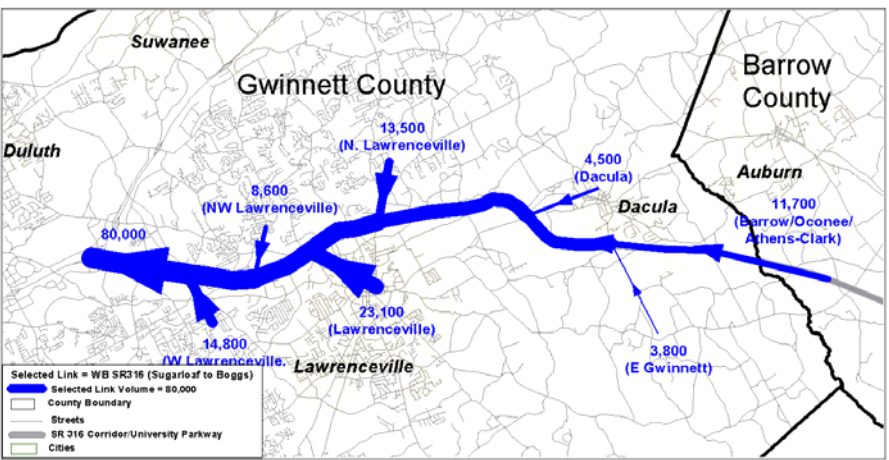 Suwanee
Gwinnett County
Barrow
County
13,500
(N. Lawrenceville)
Duluth
4,500
(Dacula)
Auburn
8,600
(NW Lawrenceville)
Dacula
11,700
(Barrow/Oconee/
Athens-Clark)
80,000
23,100
(Lawrenceville)
14,800
(W Lawrenceville.
3,800
(E Gwinnett)
Lawrenceville
Selected Link = WB SR316 (Sugarloaf to Boggs)
Selected Link Volume = 80,000
County Boundary
Streets
SR 316 Corridor/University Parkway
Cities